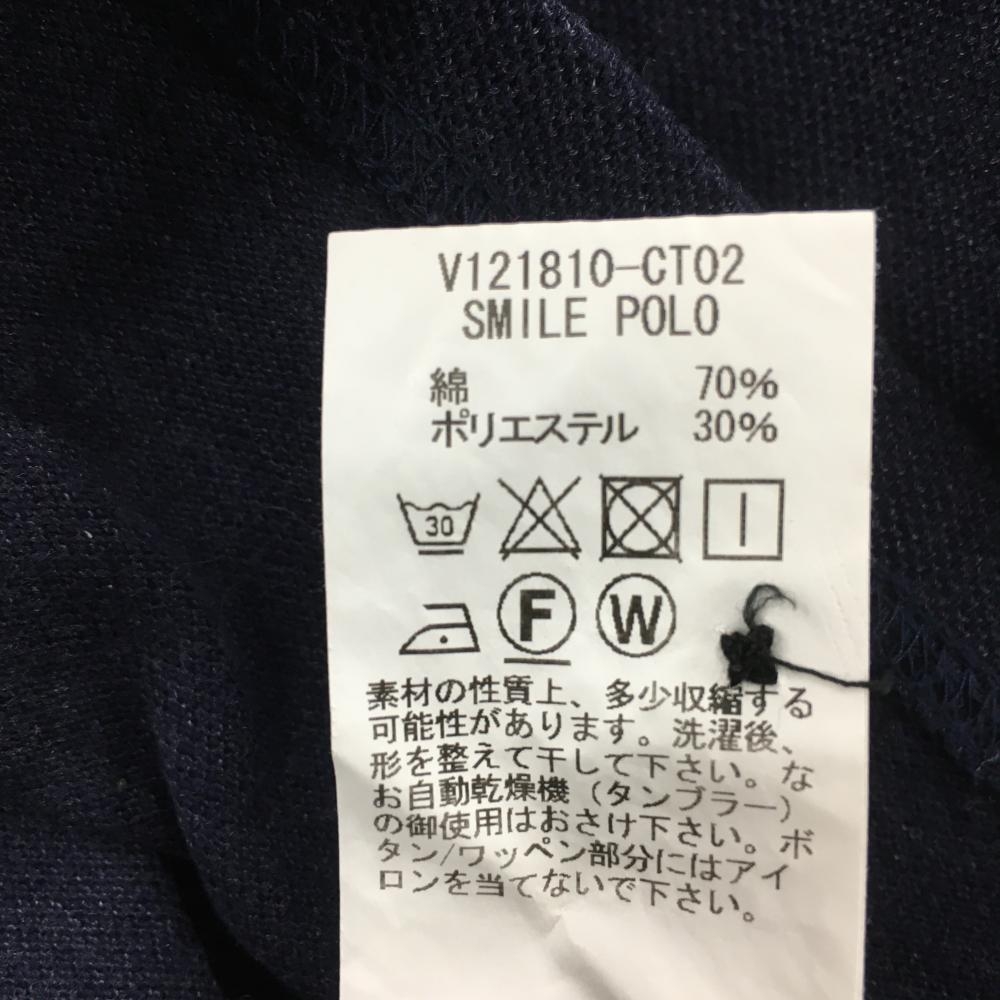 V121810-CT02
SMILE POLO
綿 70%
ポリエステル 30%
30
F W
素材の性質上、多少収縮する
可能性があります。洗濯後、
形を整えて干して下さい。な
お自動乾燥機（タンブラー）
の御使用はおさけ下さい。ボ
タン/ワッペン部分にはアイ
ロンを当てないで下さい。